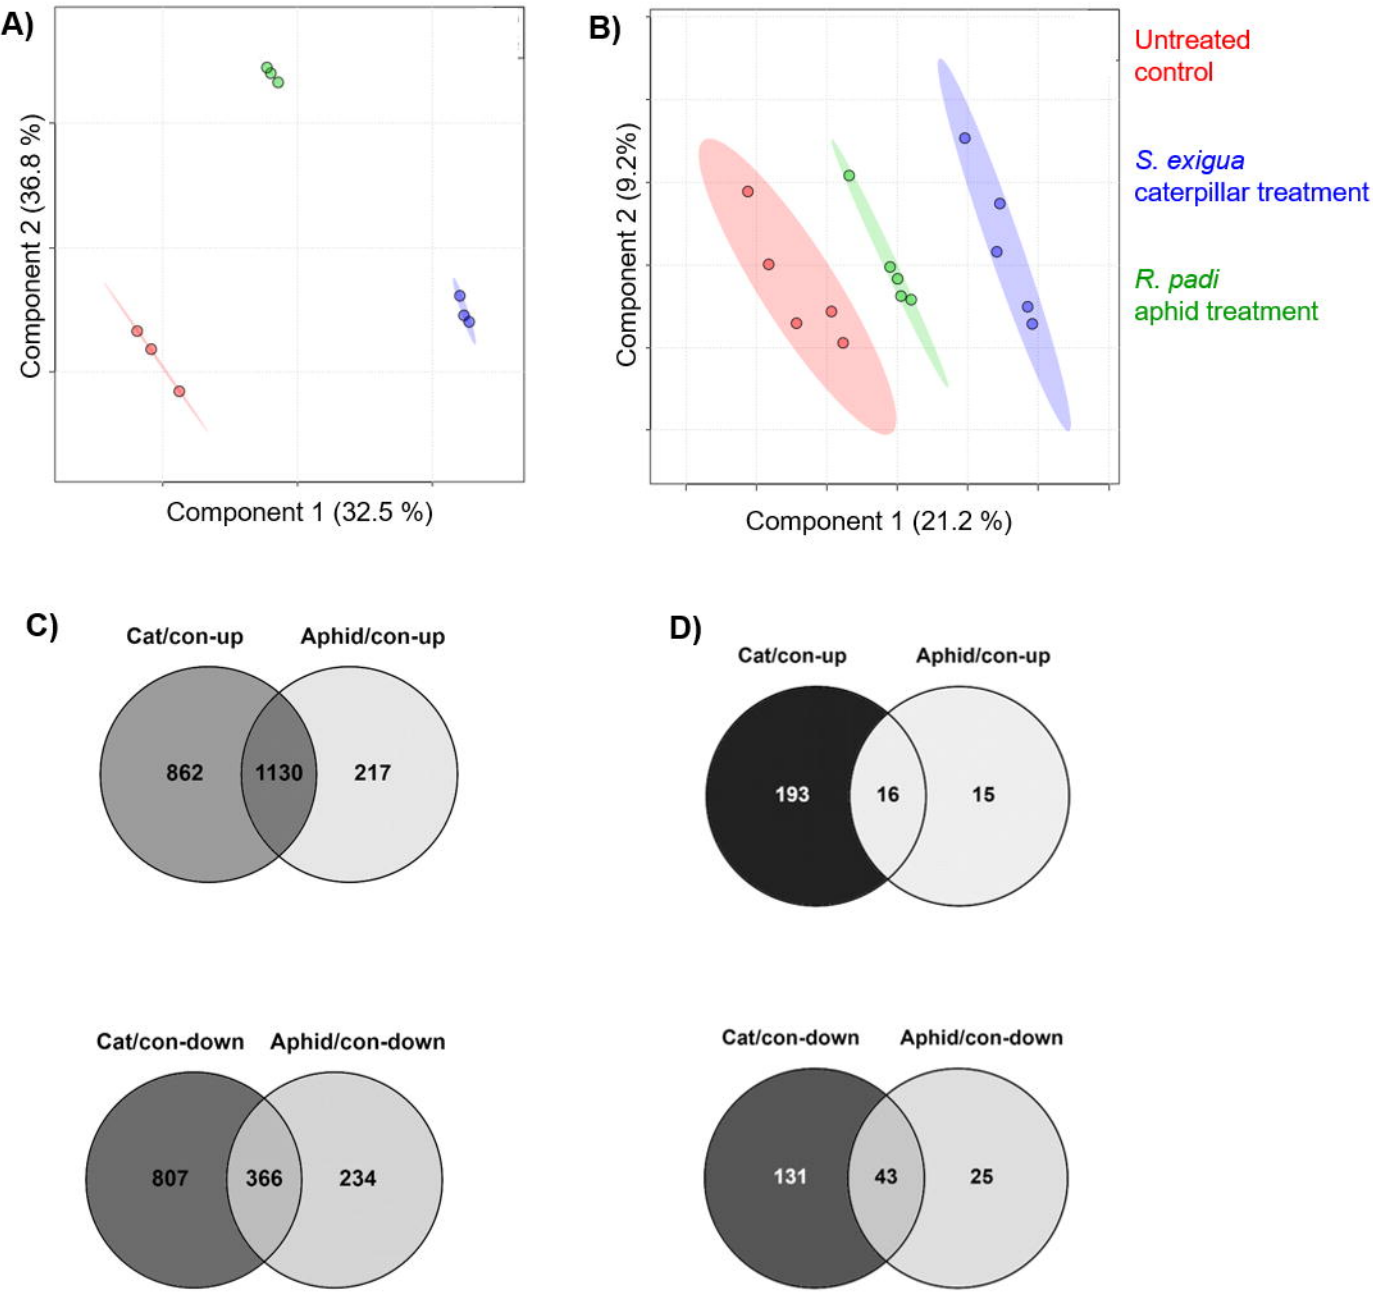 A)
Component 2 (36.8 %)
Component 1 (32.5 %)
B)
Component 2 (9.2%)
Component 1 (21.2 %)
Untreated
control
S. exigua
caterpillar treatment
R. padi
aphid treatment
C)
Cat/con-up
Aphid/con-up
862
1130
217
Cat/con-down
Aphid/con-down
807
366
234
D)
Cat/con-up
Aphid/con-up
193
16
15
Cat/con-down
Aphid/con-down
131
43
25